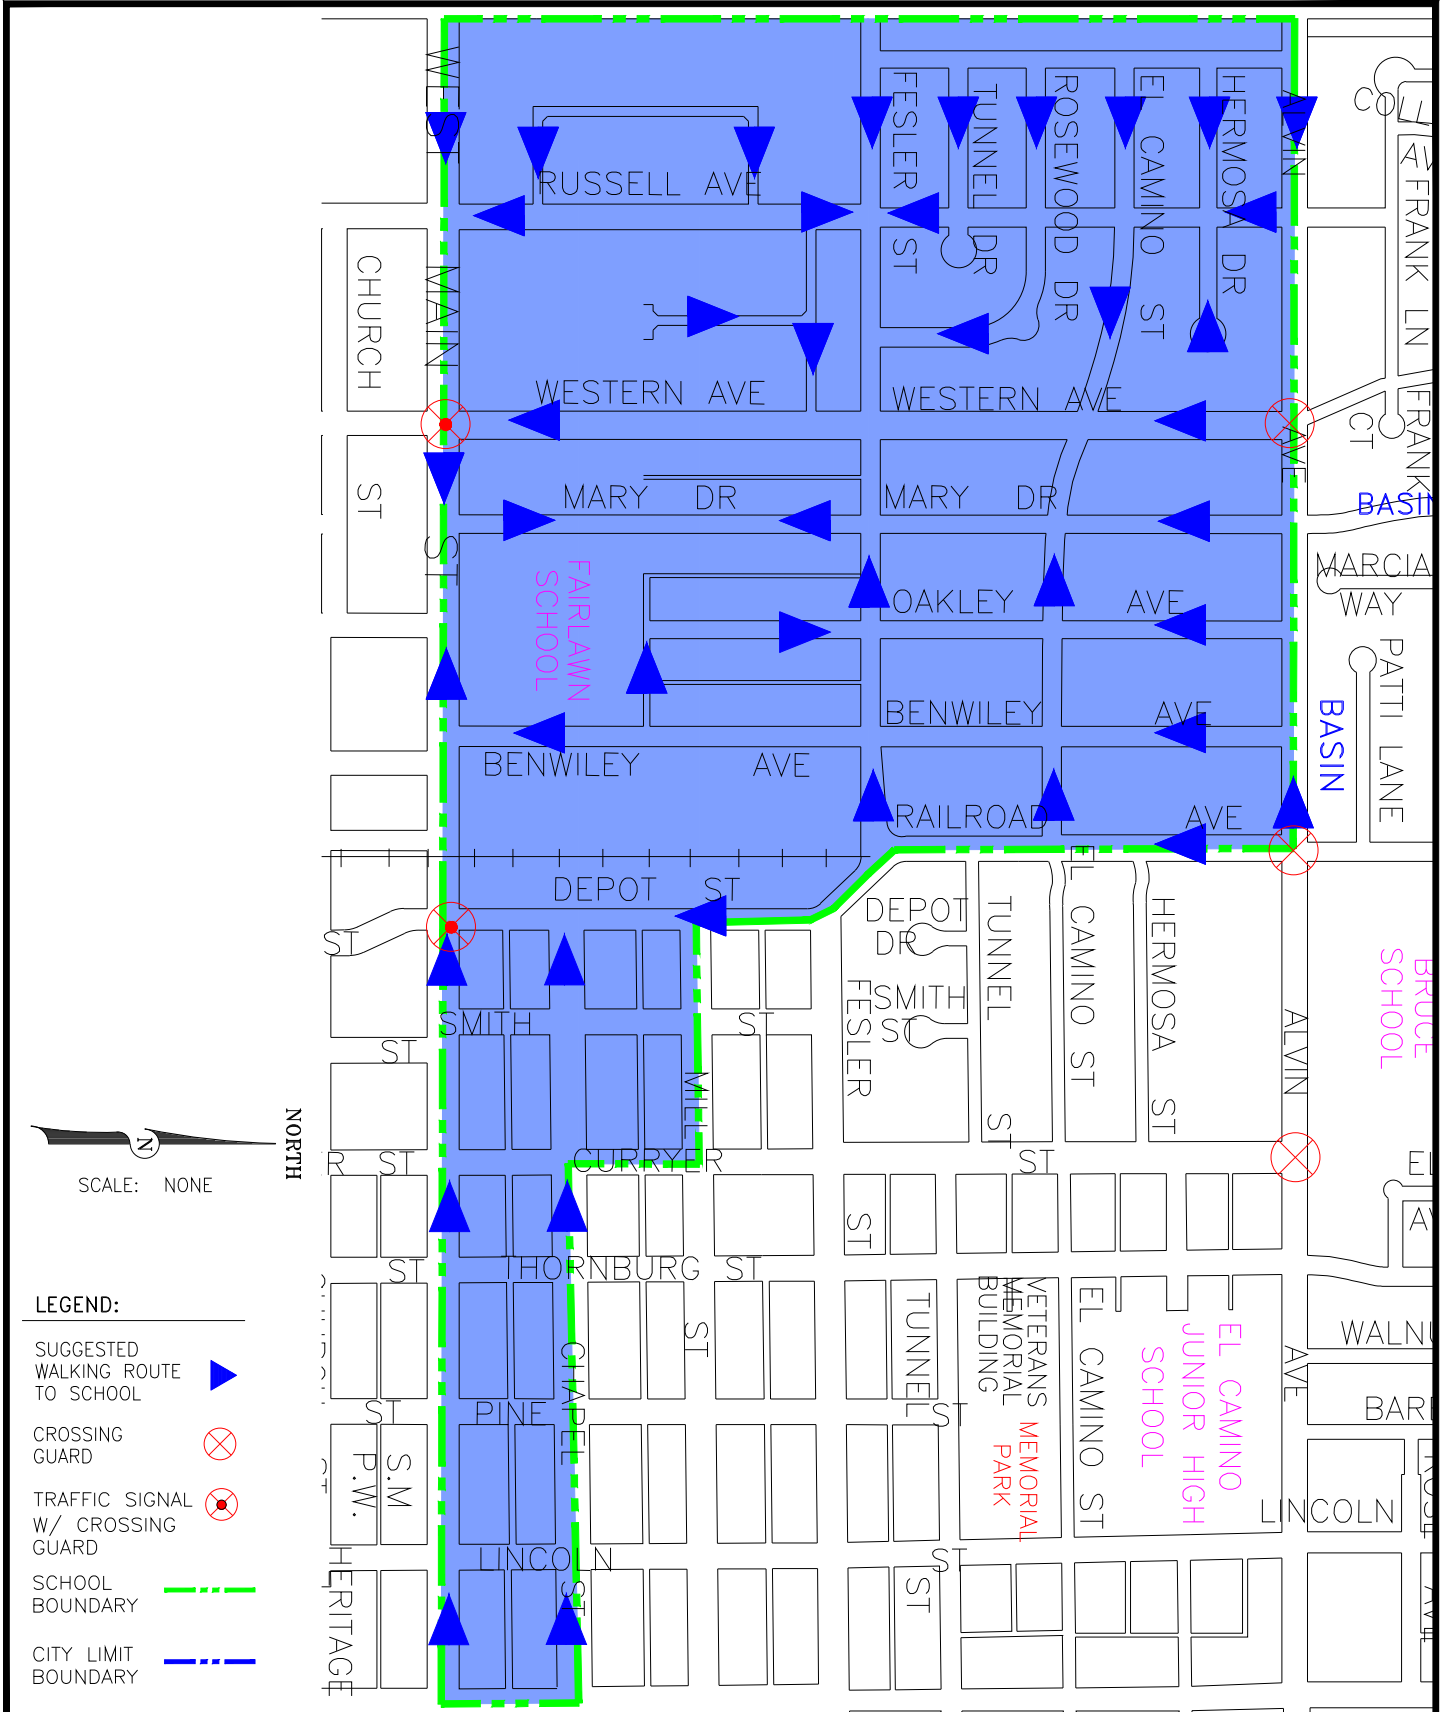 WEST
MAIN
ST
RUSSELL AVE
FESLER
ST
TUNNEL
DR
ROSEWOOD
DR
EL
CAMINO
ST
HERMOSA
DR
ALVIN
AVE
AV
FRANK LN
FRANK
CT
CHURCH
ST
WESTERN AVE
WESTERN AVE
MARY DR
MARY DR
BASIN
MARCIA
WAY
FAIRLAWN
SCHOOL
OAKLEY AVE
PATTI LANE
BASIN
BENWILEY AVE
BENWILEY AVE
RAILROAD AVE
DEPOT ST
DEPOT
DR
ST
SMITH
ST
SMITH ST
ST
FESLER
ST
TUNNEL
ST
EL
CAMINO
ST
HERMOSA
ST
ALVIN
AVE
BRUCE
SCHOOL
MILL
ST
CURRYER
ST
R ST
EL
AV
THORNBURG ST
ST
NORTH
N
SCALE: NONE
LEGEND:
SUGGESTED
WALKING ROUTE
TO SCHOOL
CROSSING
GUARD
TRAFFIC SIGNAL
W/ CROSSING
GUARD
SCHOOL
BOUNDARY
CITY LIMIT
BOUNDARY
CHAPEL
ST
PINE
ST
ST
S.M
P.W.
HERITAGE
LINCOLN
ST
TUNNEL
ST
VETERANS
MEMORIAL
BUILDING
MEMORIAL
PARK
EL CAMINO ST
EL CAMINO
JUNIOR HIGH
SCHOOL
WALNU
BAR
LINCOLN